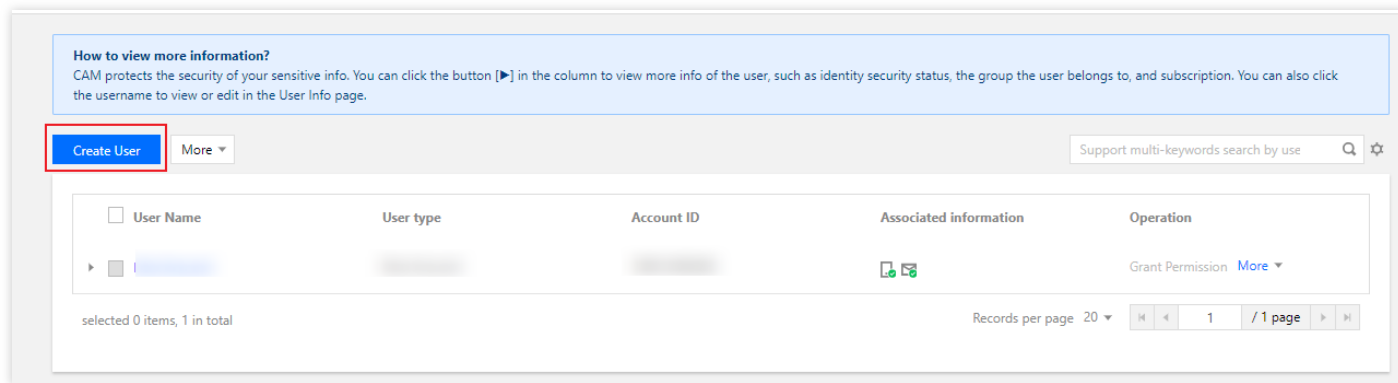 How to view more information?
CAM protects the security of your sensitive info. You can click the button [▶] in the column to view more info of the user, such as identity security status, the group the user belongs to, and subscription. You can also click
the username to view or edit in the User Info page.
Create User More
Support multi-keywords search by use
User Name User type Account ID Associated information Operation
Grant Permission More
selected 0 items, 1 in total Records per page 20 1 / 1 page